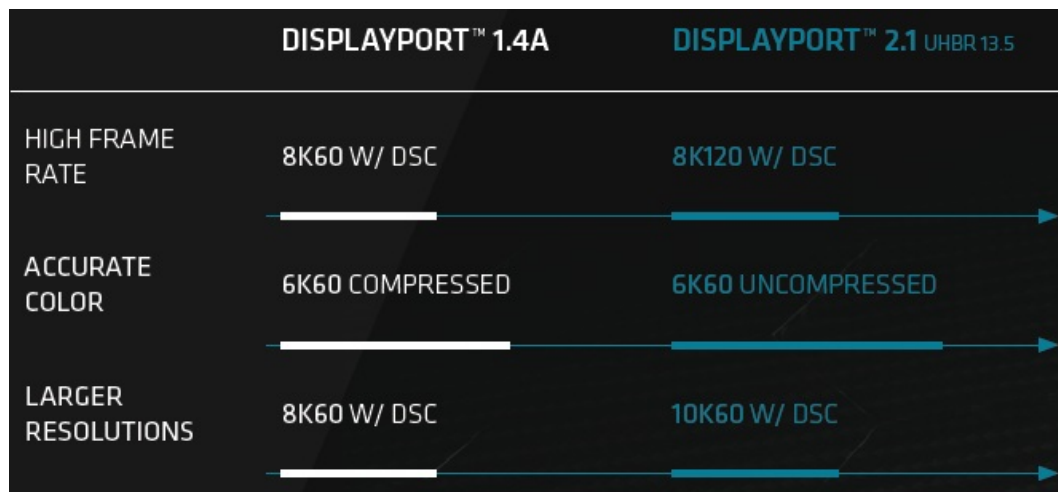 DISPLAYPORT™ 1.4A DISPLAYPORT™ 2.1 UHBR 13.5
HIGH FRAME
RATE
8K60 W/ DSC 8K120 W/ DSC
ACCURATE
COLOR
6K60 COMPRESSED 6K60 UNCOMPRESSED
LARGER
RESOLUTIONS
8K60 W/ DSC 10K60 W/ DSC